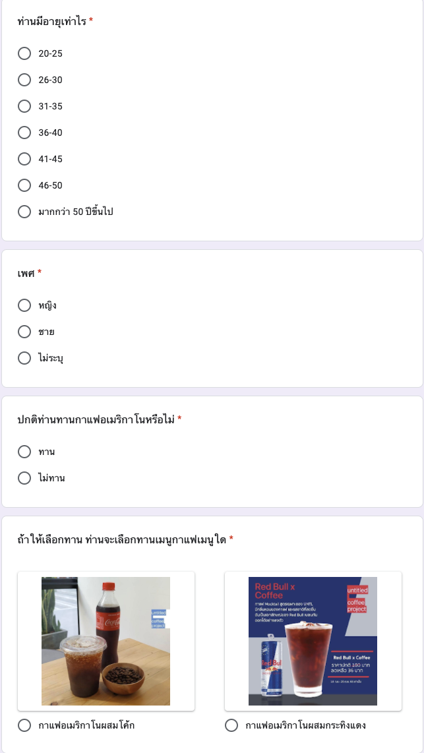 ท่านมีอายุเท่าไร *
20-25
26-30
31-35
36-40
41-45
46-50
มากกว่า 50 ปีขึ้นไป
เพศ *
หญิง
ชาย
ไม่ระบุ
ปกติท่านทานกาแฟอเมริกาโนหรือไม่ *
ทาน
ไม่ทาน
ถ้าให้เลือกทาน ท่านจะเลือกทานเมนูกาแฟเมนูใด *
Coca-Cola
Red Bull x
Coffee
untitled
coffee
project
Red Bull
Red Bull x Coffee
กาแฟอเมริกาโนผสมโค้ก
กาแฟอเมริกาโนผสมกระทิงแดง